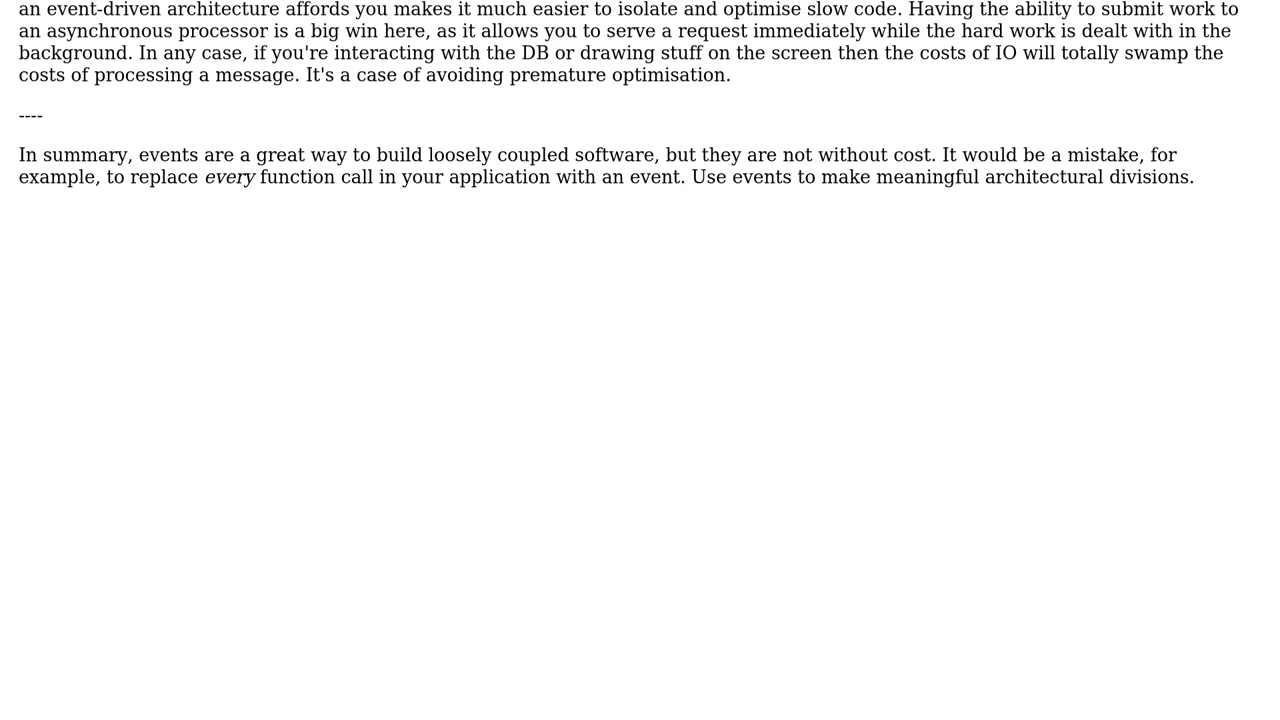 an event-driven architecture affords you makes it much easier to isolate and optimise slow code. Having the ability to submit work to
an asynchronous processor is a big win here, as it allows you to serve a request immediately while the hard work is dealt with in the
background. In any case, if you're interacting with the DB or drawing stuff on the screen then the costs of IO will totally swamp the
costs of processing a message. It's a case of avoiding premature optimisation.
----
In summary, events are a great way to build loosely coupled software, but they are not without cost. It would be a mistake, for
example, to replace every function call in your application with an event. Use events to make meaningful architectural divisions.